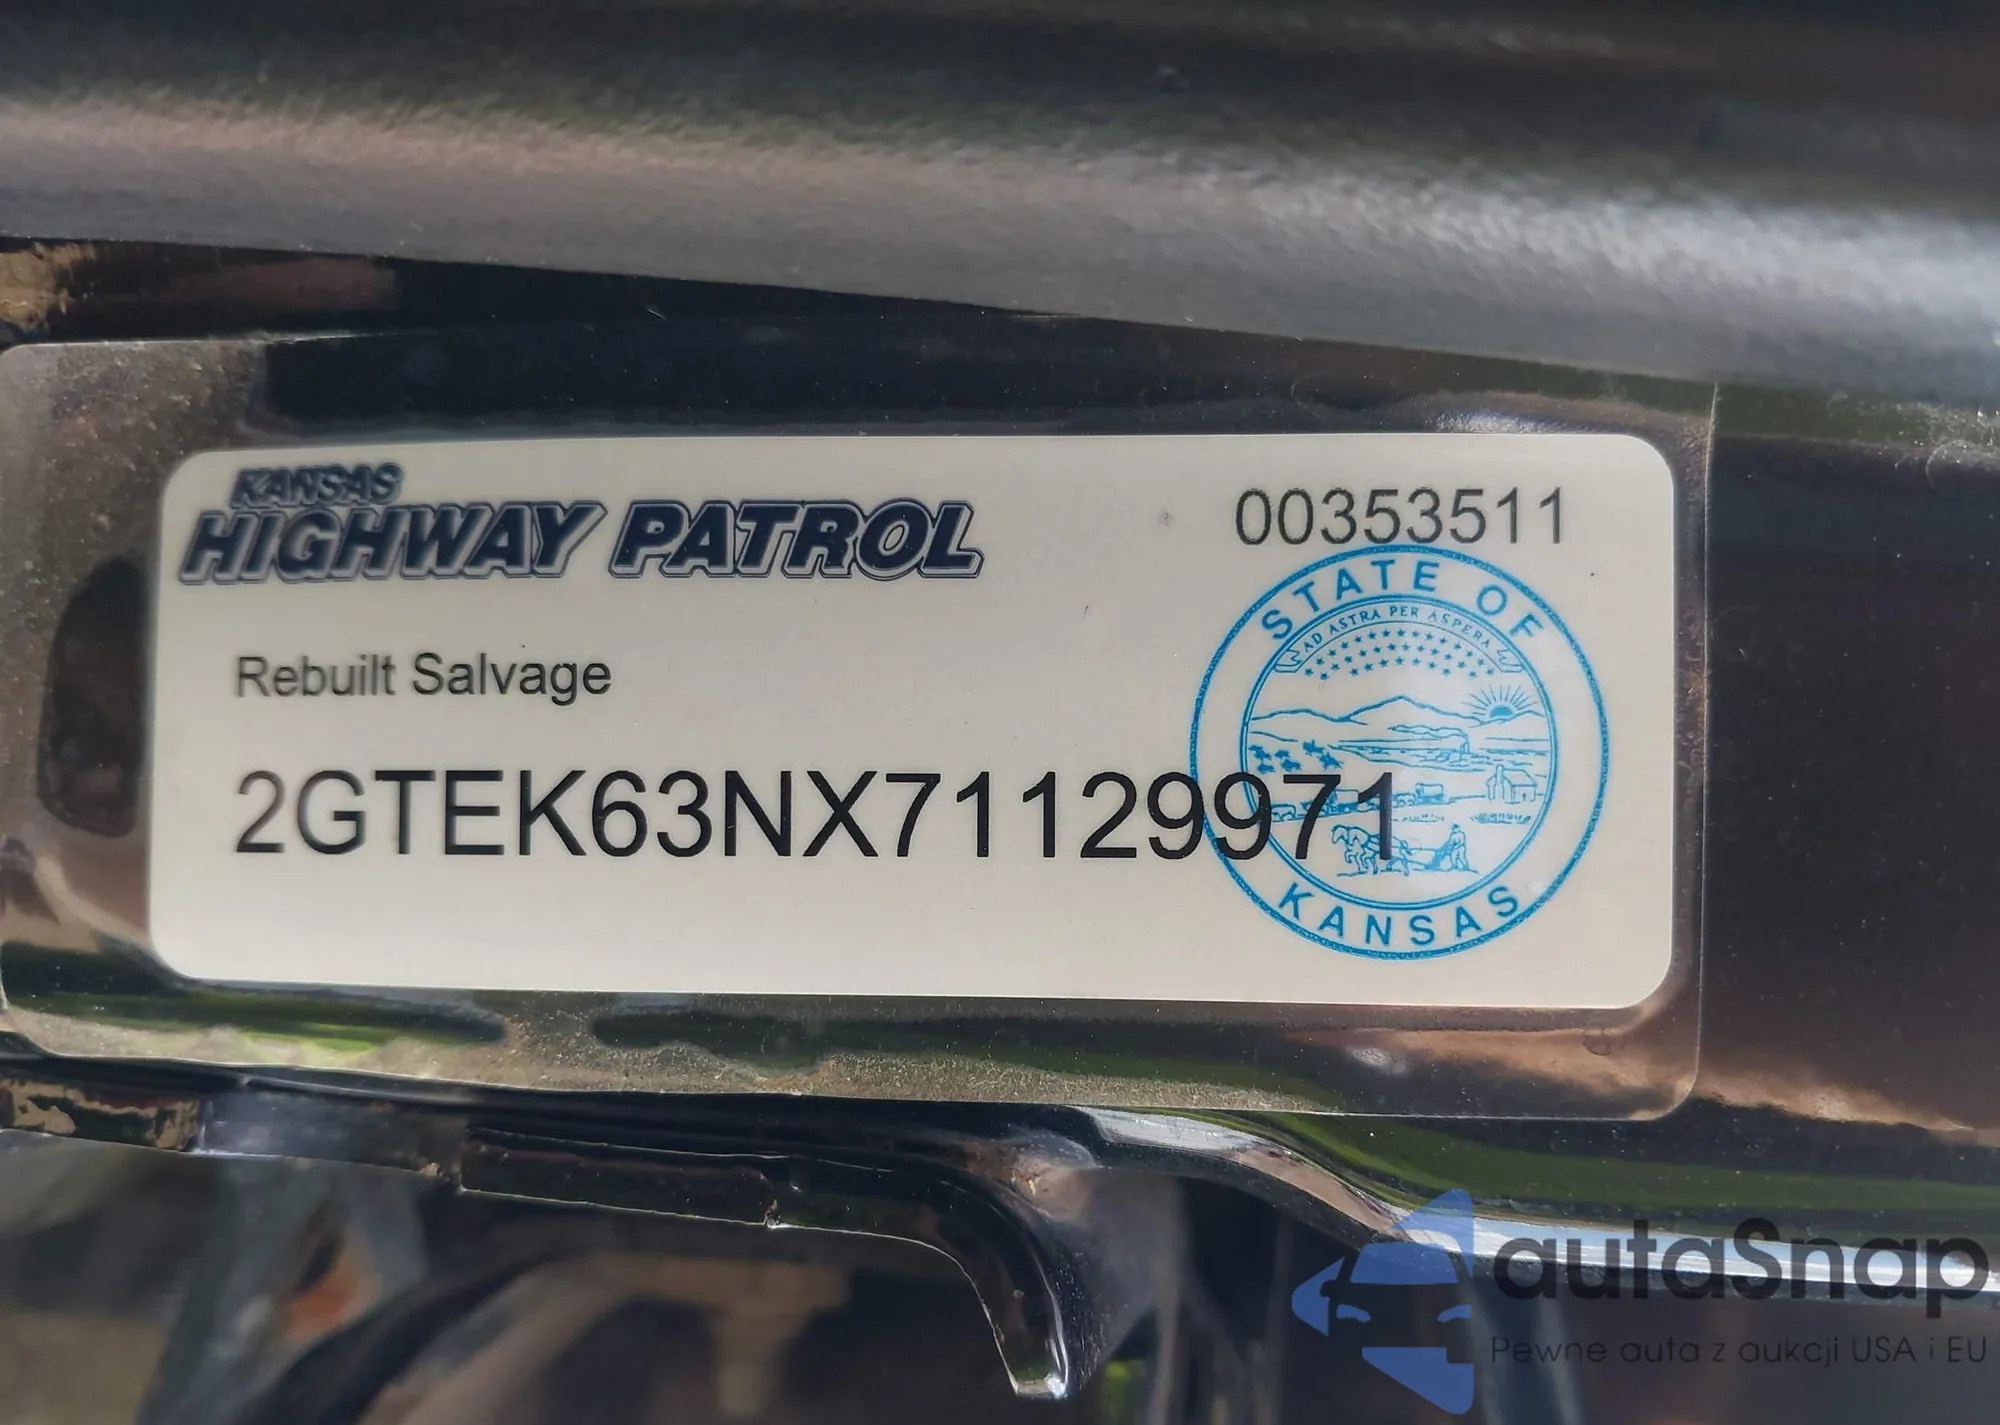 KANSAS
HIGHWAY PATROL
00353511
STATE OF
AD ASTRA PER ASPERA
Rebuilt Salvage
2GTEK63NX71129971
KANSAS
autaSnap
Pewne auta z aukcji USA i EU